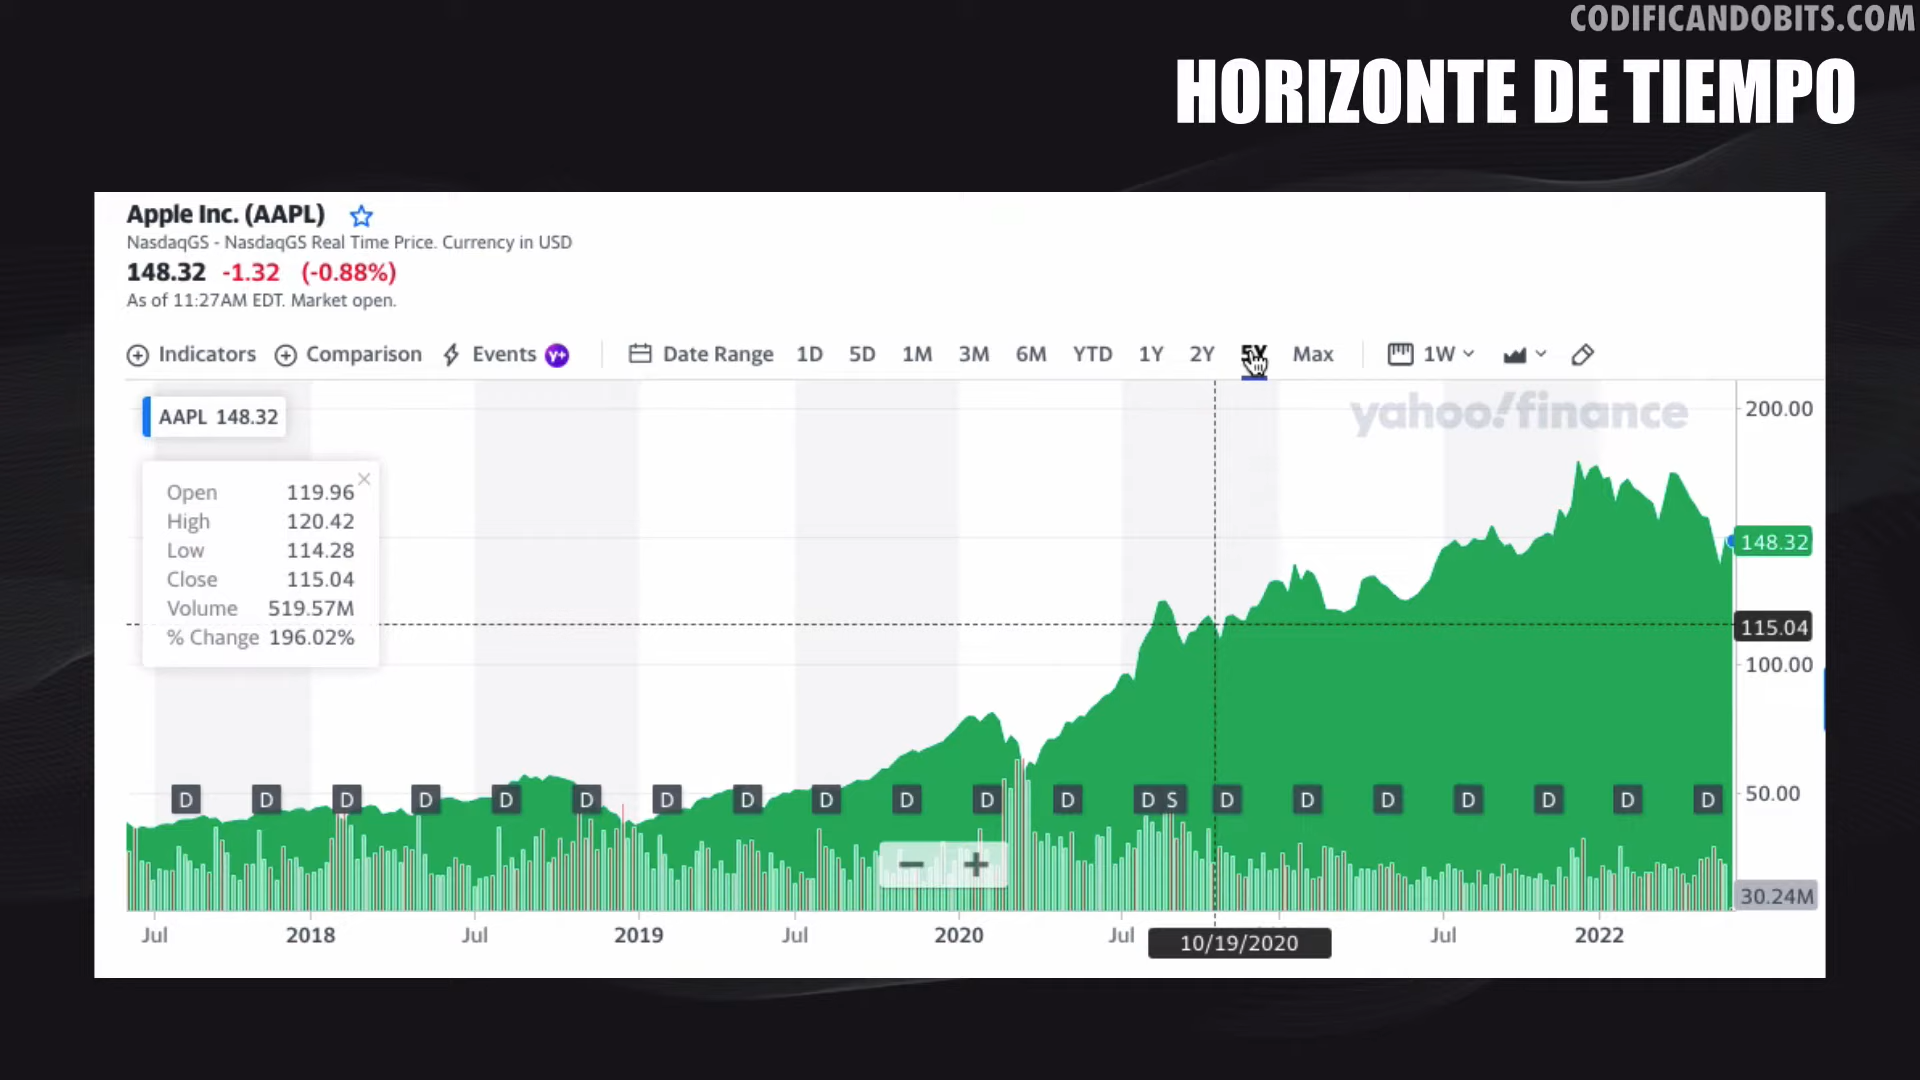 CODIFICANDOBITS.COM
HORIZONTE DE TIEMPO
Apple Inc. (AAPL)
NasdaqGS - NasdaqGS Real Time Price. Currency in USD
148.32 -1.32 (-0.88%)
As of 11:27AM EDT. Market open.
Indicators Comparison Events Y+ Date Range 1D 5D 1M 3M 6M YTD 1Y 2Y 5Y Max 1W
AAPL 148.32
yahoo!finance
200.00
Open 119.96
High 120.42
Low 114.28
Close 115.04
Volume 519.57M
% Change 196.02%
148.32
115.04
100.00
D D D D D D D D D D D D D S D D D D D D D
50.00
30.24M
Jul 2018 Jul 2019 Jul 2020 Jul 10/19/2020 Jul 2022